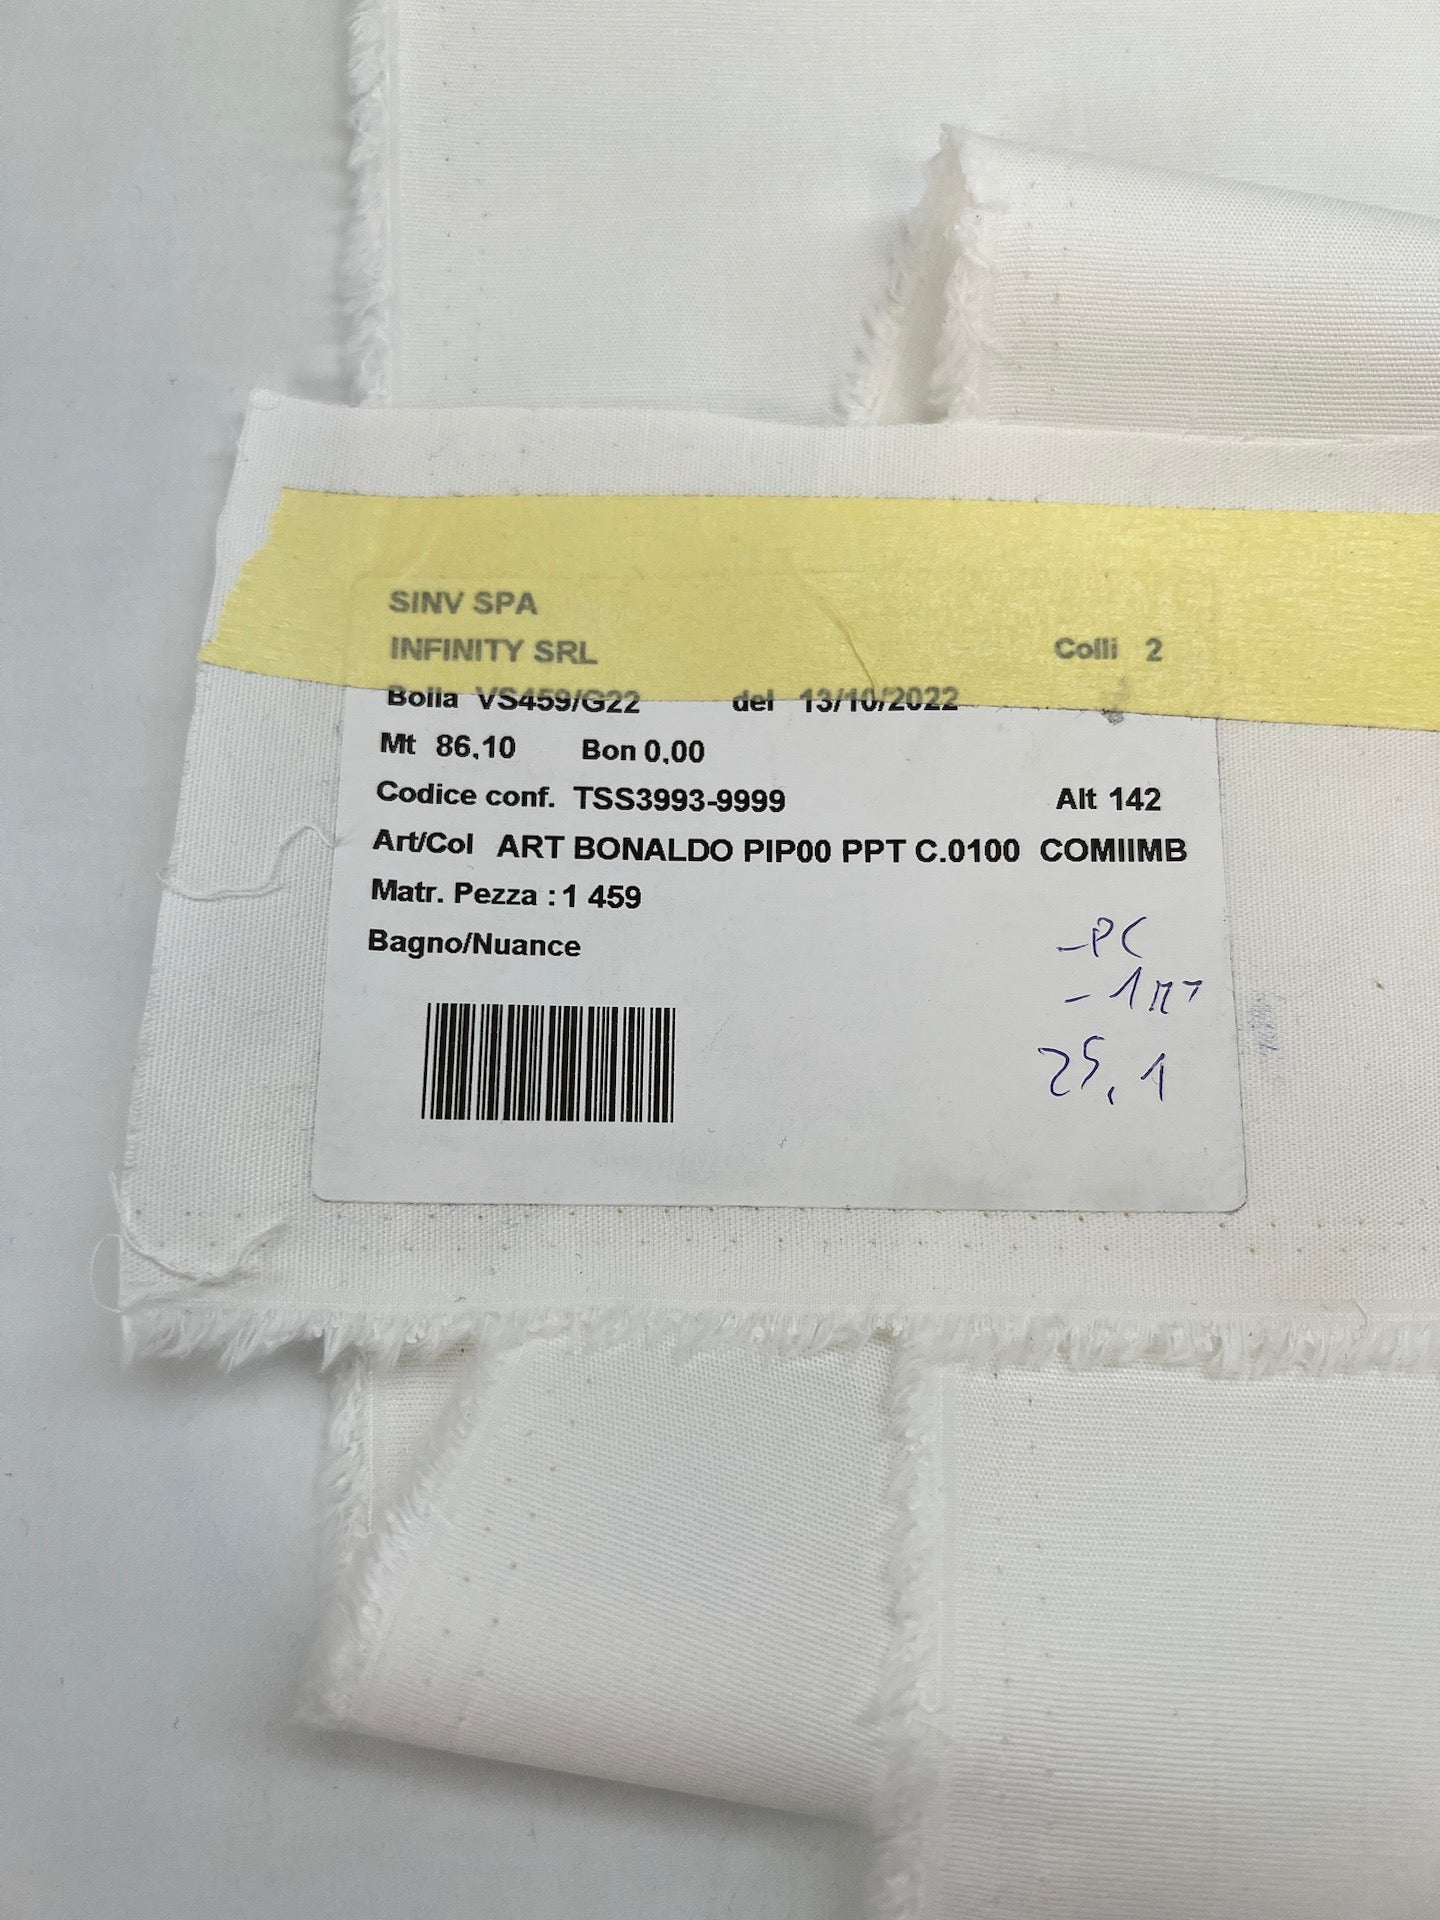 SINV SPA
INFINITY SRL Colli 2
Bolla VS459/G22 del 13/10/2022
Mt 86,10 Bon 0,00
Codice conf. TSS3993-9999 Alt 142
Art/Col ART BONALDO PIP00 PPT C.0100 COMIIMB
Matr. Pezza : 1 459
Bagno/Nuance
- PC
- 1 MT
25,1